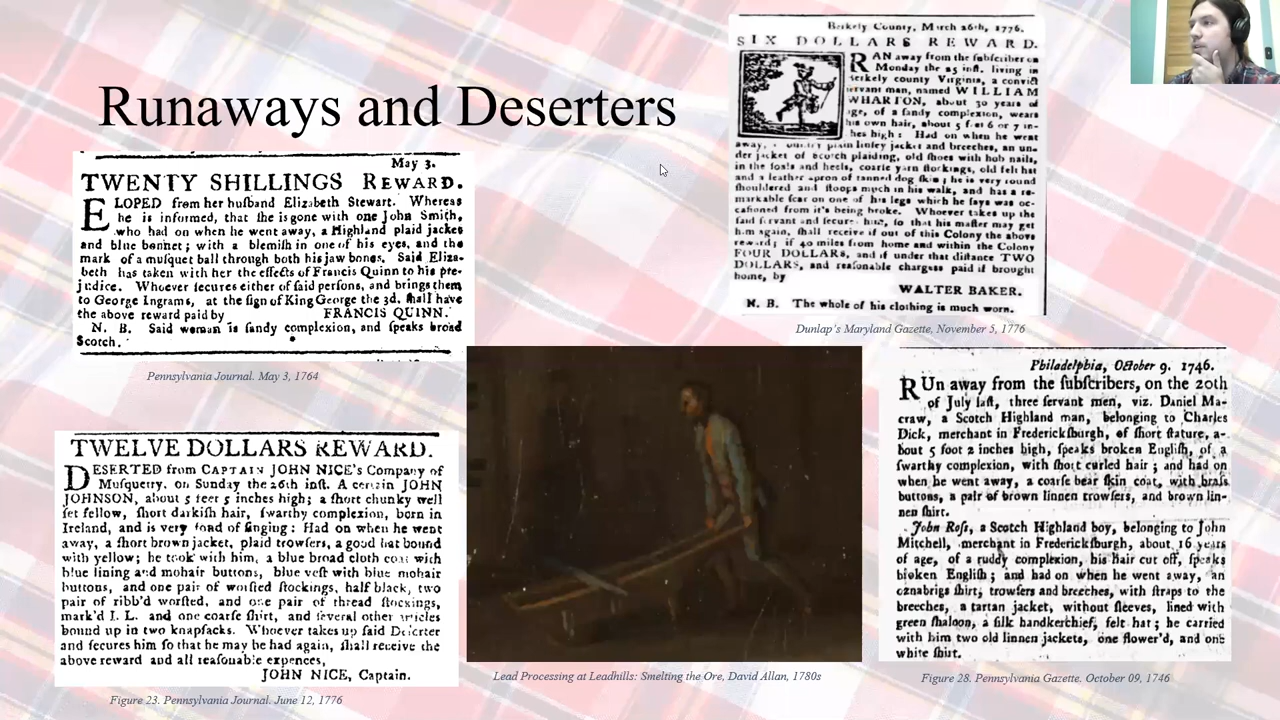 Runaways and Deserters
May 3.
TWENTY SHILLINGS REWARD.
ELOPED from her husband Elizabeth Stewart. Whereas
he is informed, that she is gone with one John Smith,
who had on when he went away, a Highland plaid jacket
and blue bonnet; with a blemish in one of his eyes, and the
mark of a musquet ball through both his jaw bones. Said Eliza-
beth has taken with her the effects of Francis Quinn to his pre-
judice. Whoever secures either of said persons, and brings them
to George Ingrams, at the sign of King George the 3d, shall have
the above reward paid by FRANCIS QUINN.
N. B. Said woman is sandy complexion, and speaks broad
Scotch.
Pennsylvania Journal. May 3, 1764
TWELVE DOLLARS REWARD.
DESERTED from CAPTAIN JOHN NICE's Company of
Musquetry, on Sunday the 26th inst. A certain JOHN
JOHNSON, about 5 feet 5 inches high; a short chunky well
set fellow, short darkish hair, swarthy complexion, born in
Ireland, and is very fond of singing: Had on when he went
away, a short brown jacket, plaid trowsers, a good hat bound
with yellow; he took with him, a blue broad cloth coat with
blue lining and mohair buttons, blue vest with blue mohair
buttons, and one pair of worsted stockings, half black, two
pair of ribb'd worsted, and one pair of thread stockings,
mark'd I. L. and one coarse shirt, and several other articles
bound up in two knapsacks. Whoever takes up said Deserter
and secures him so that he may be had again, shall receive the
above reward and all reasonable expences,
JOHN NICE, Captain.
Figure 23. Pennsylvania Journal. June 12, 1776
Berkely County, March 26th, 1776.
SIX DOLLARS REWARD.
RAN away from the subscriber on
Monday the 25 inst. living in
Berkely county Virginia, a convict
servant man, named WILLIAM
WHARTON, about 30 years of
age, of a sandy complexion, wears
his own hair, about 5 feet 6 or 7 in-
ches high: Had on when he went
away, a country plain linsey jacket and breeches, an un-
der jacket of scotch plaiding, old shoes with hob nails,
in the soals and heels, coarse yarn stockings, old felt hat
and a leather apron of tanned dog skin; he is very round
shouldered and stoops much in his walk, and has a re-
markable scar on one of his legs which he says was oc-
casioned from it's being broke. Whoever takes up the
said servant and secures him, so that his master may get
him again, shall receive if out of this Colony the above
reward; if 40 miles from home and within the Colony
FOUR DOLLARS, and if under that distance TWO
DOLLARS, and reasonable charges paid if brought
home, by
WALTER BAKER.
N. B. The whole of his clothing is much worn.
Dunlap's Maryland Gazette, November 5, 1776
Lead Processing at Leadhills: Smelting the Ore, David Allan, 1780s
Philadelphia, October 9. 1746.
RUn away from the subscribers, on the 20th
of July last, three servant men, viz. Daniel Ma-
craw, a Scotch Highland man, belonging to Charles
Dick, merchant in Fredericksburgh, of short stature, a-
bout 5 foot 2 inches high, speaks broken English, of a
swarthy complexion, with short curled hair; and had on
when he went away, a coarse bear skin coat, with brass
buttons, a pair of brown linnen trowsers, and brown lin-
nen shirt.
John Ross, a Scotch Highland boy, belonging to John
Mitchell, merchant in Fredericksburgh, about 16 years
of age, of a ruddy complexion, his hair cut off, speaks
broken English; and had on when he went away, an
oznabrigs shirt, trowsers and breeches, with straps to the
breeches, a tartan jacket, without sleeves, lined with
green shaloon, a silk handkerchief, felt hat; he carried
with him two old linnen jackets, one flower'd, and one
white shirt.
Figure 28. Pennsylvania Gazette. October 09, 1746